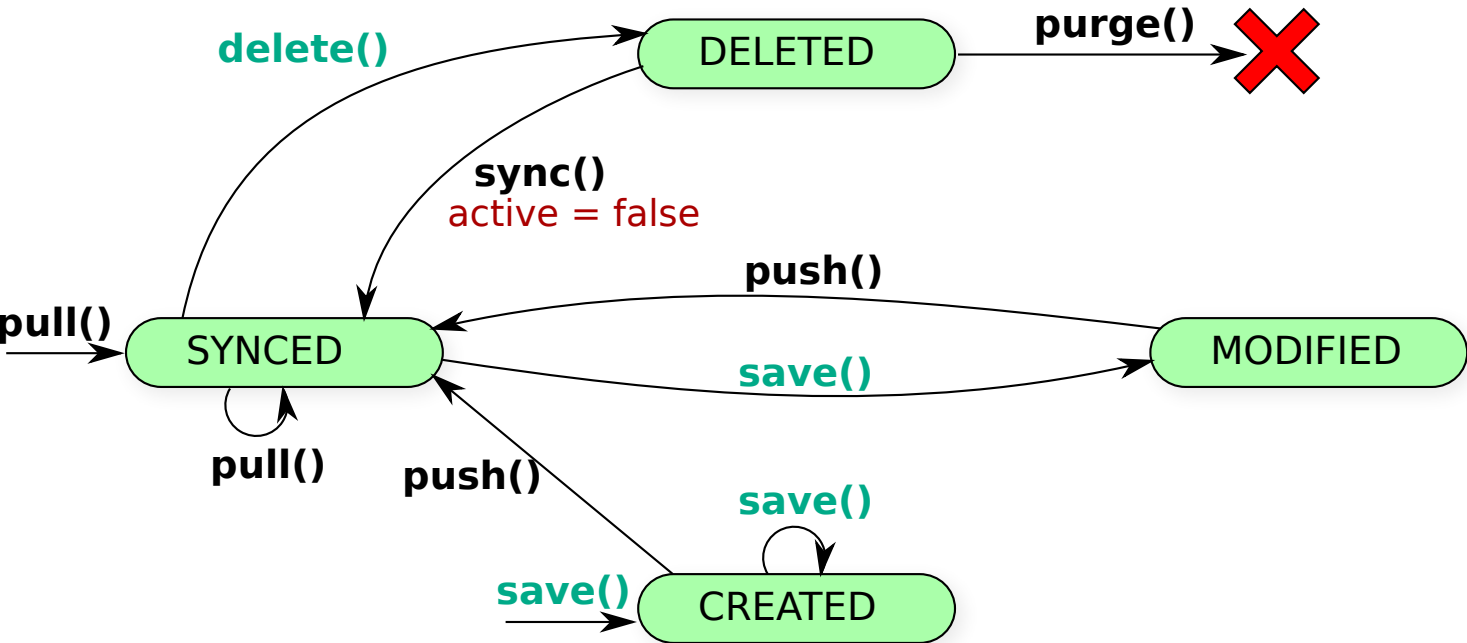 purge()
delete()
DELETED
sync()
active = false
push()
pull()
SYNCED
MODIFIED
save()
pull()
push()
save()
save()
CREATED